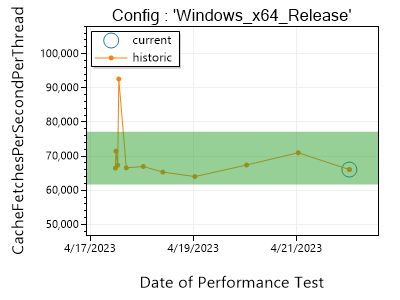 Config : 'Windows_x64_Release'
CacheFetchesPerSecondPerThread
current
historic
100,000
90,000
80,000
70,000
60,000
50,000
4/17/2023
4/19/2023
4/21/2023
Date of Performance Test